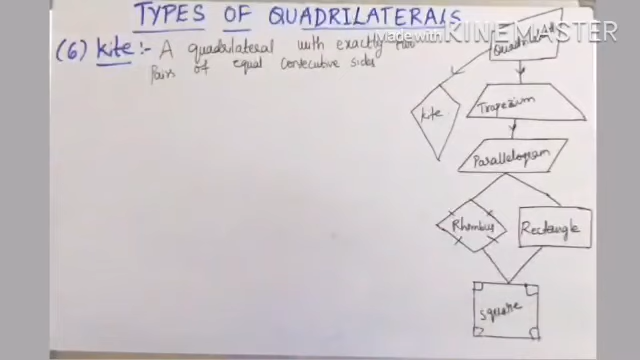 TYPES OF QUADRILATERALS
Made with KINEMASTER
(6) Kite :- A quadrilateral with exactly two
Pairs of equal consecutive sides
Kite
Trapezium
Parallelogram
Rhombus
Rectangle
Square